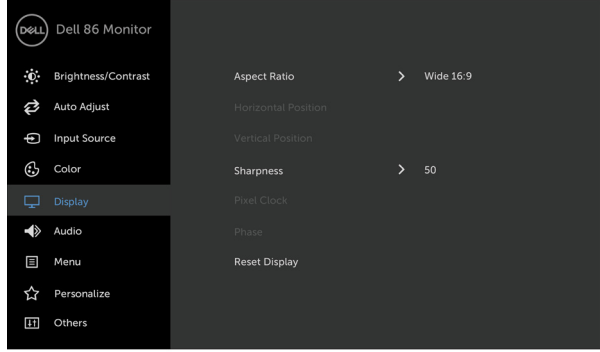 DELL Dell 86 Monitor
Brightness/Contrast
Auto Adjust
Input Source
Color
Display
Audio
Menu
Personalize
Others
Aspect Ratio Wide 16:9
Horizontal Position
Vertical Position
Sharpness 50
Pixel Clock
Phase
Reset Display